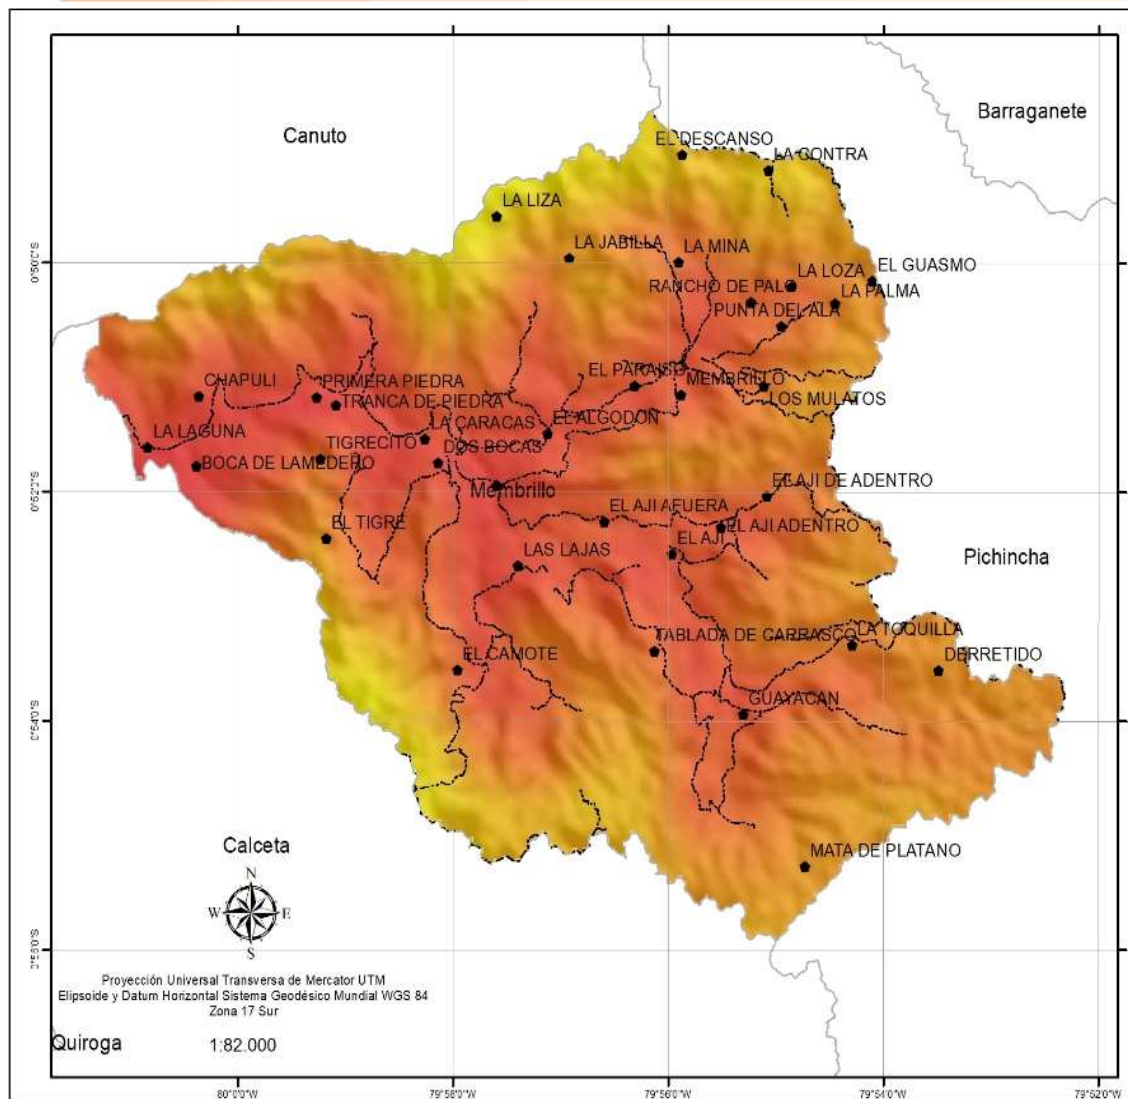 Canuto
Barraganete
EL DESCANSO
LA CONTRA
LA LIZA
LA JABILLA
LA MINA
LA LOZA
EL GUASMO
RANCHO DE PALO
LA PALMA
PUNTA DEL ALA
EL PARAISO
MEMBRILLO
LOS MULATOS
CHAPULI
PRIMERA PIEDRA
TRANCA DE PIEDRA
LA CARACAS
EL ALGODON
LA LAGUNA
TIGRECITO
DOS BOCAS
BOCA DE LAMEDERO
Membrillo
EL AJI DE ADENTRO
EL AJI AFUERA
EL AJI ADENTRO
EL TIGRE
EL AJI
LAS LAJAS
Pichincha
TABLADA DE CARRASCO
LA TOQUILLA
EL CAMOTE
DERRETIDO
GUAYACAN
MATA DE PLATANO
Calceta
N
W
E
S
Proyección Universal Transversa de Mercator UTM
Elipsoide y Datum Horizontal Sistema Geodésico Mundial WGS 84
Zona 17 Sur
Quiroga
1:82.000
0°50'0"S
0°52'0"S
0°54'0"S
0°56'0"S
80°0'0"W
79°58'0"W
79°56'0"W
79°54'0"W
79°52'0"W